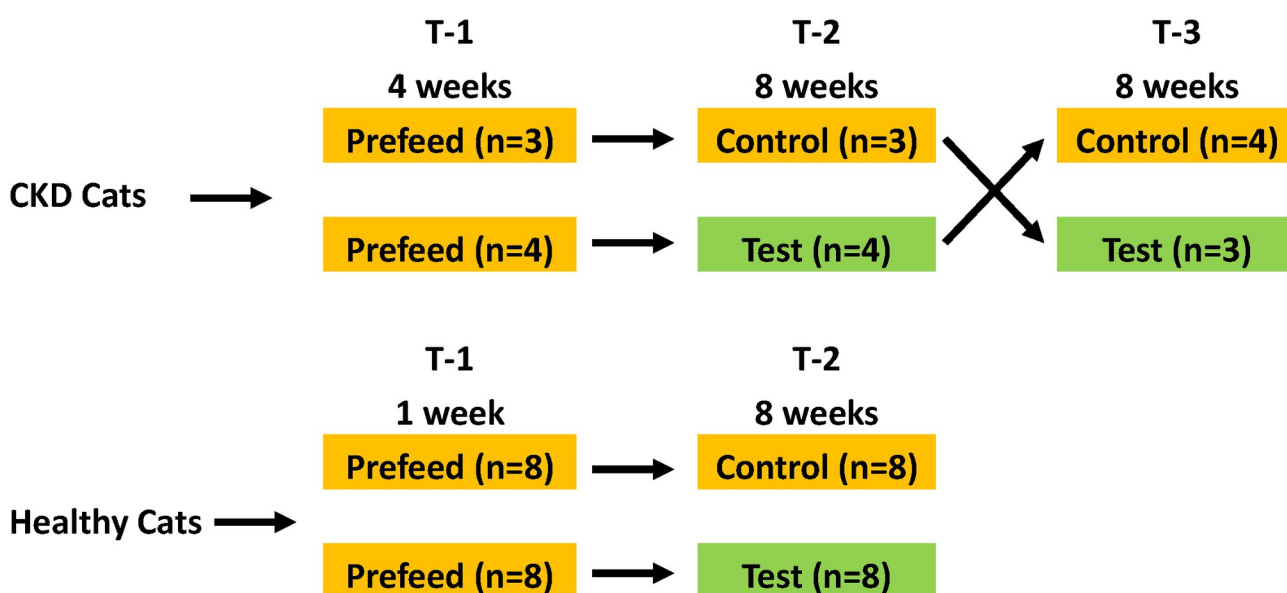 T-1 T-2 T-3
4 weeks 8 weeks 8 weeks
Prefeed (n=3) Control (n=3) Control (n=4)
CKD Cats
Prefeed (n=4) Test (n=4) Test (n=3)
T-1 T-2
1 week 8 weeks
Prefeed (n=8) Control (n=8)
Healthy Cats
Prefeed (n=8) Test (n=8)